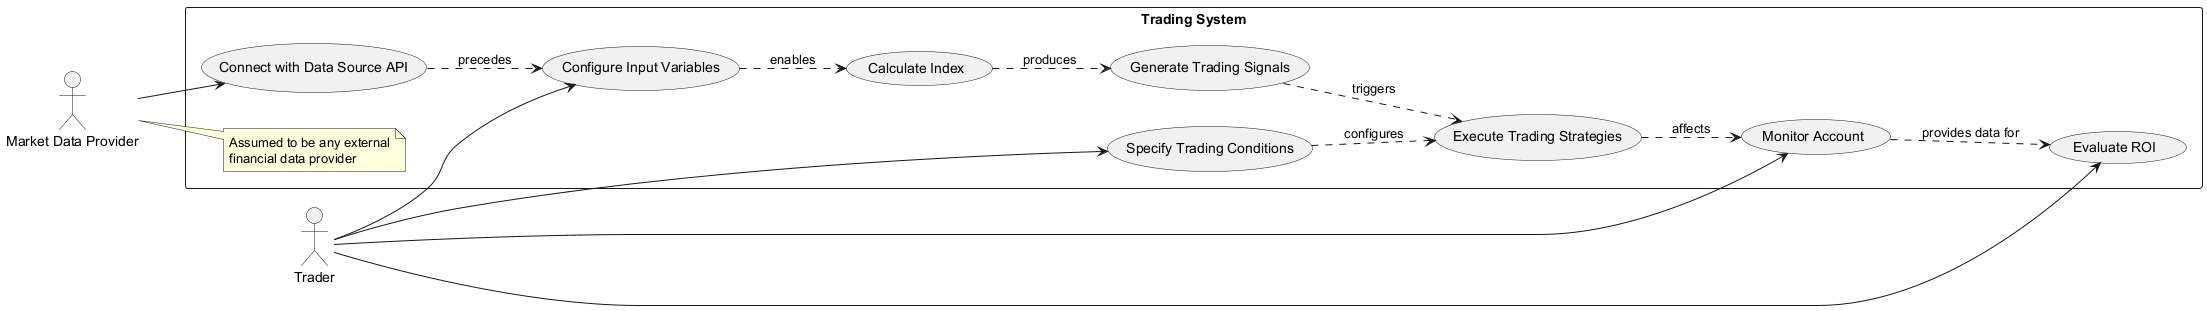 Trading System
Connect with Data Source API
precedes
Configure Input Variables
enables
Calculate Index
produces
Generate Trading Signals
triggers
Market Data Provider
Assumed to be any external
financial data provider
Specify Trading Conditions
configures
Execute Trading Strategies
affects
Monitor Account
provides data for
Evaluate ROI
Trader